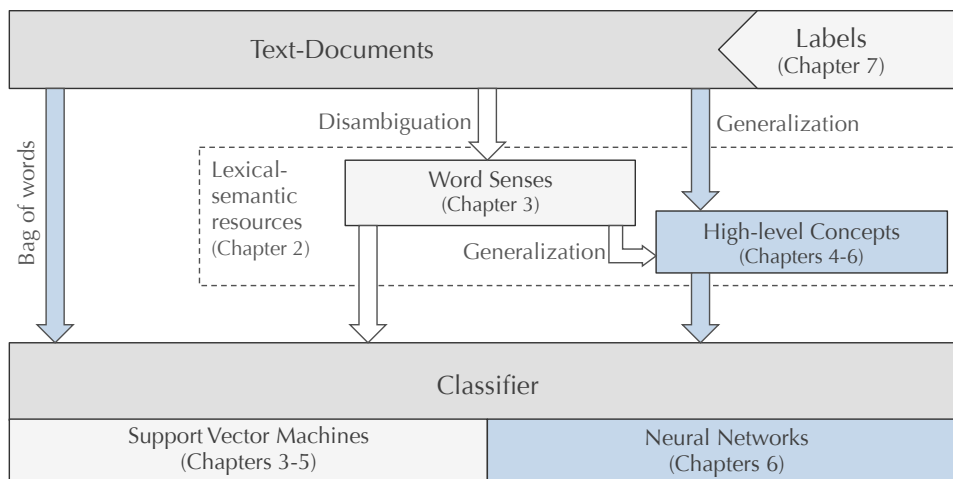 Text-Documents
Labels
(Chapter 7)
Bag of words
Disambiguation
Generalization
Lexical-
semantic
resources
(Chapter 2)
Word Senses
(Chapter 3)
Generalization
High-level Concepts
(Chapters 4-6)
Classifier
Support Vector Machines
(Chapters 3-5)
Neural Networks
(Chapters 6)